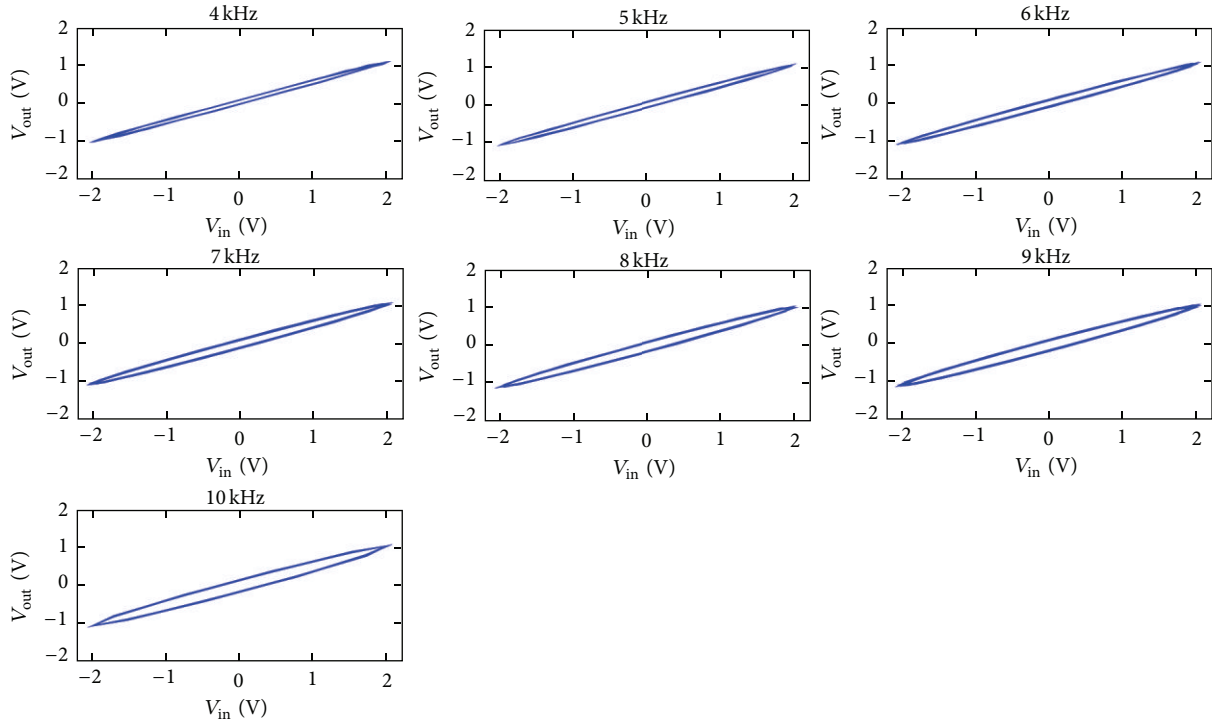 4 kHz
5 kHz
6 kHz
2
1
0
−1
−2
V_out (V)
−2 −1 0 1 2
V_in (V)
2
1
0
−1
−2
V_out (V)
−2 −1 0 1 2
V_in (V)
2
1
0
−1
−2
V_out (V)
−2 −1 0 1 2
V_in (V)
7 kHz
8 kHz
9 kHz
2
1
0
−1
−2
V_out (V)
−2 −1 0 1 2
V_in (V)
2
1
0
−1
−2
V_out (V)
−2 −1 0 1 2
V_in (V)
2
1
0
−1
−2
V_out (V)
−2 −1 0 1 2
V_in (V)
10 kHz
2
1
0
−1
−2
V_out (V)
−2 −1 0 1 2
V_in (V)